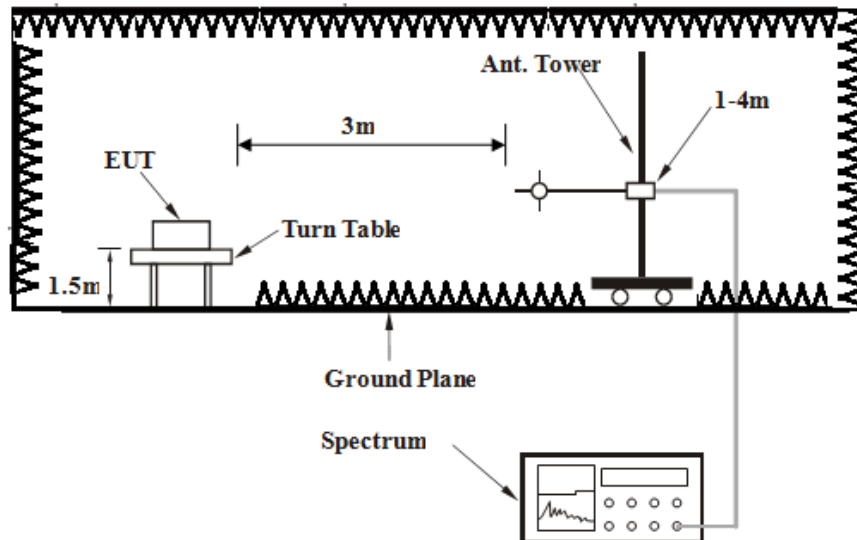 Ant. Tower
1-4m
3m
EUT
Turn Table
1.5m
Ground Plane
Spectrum